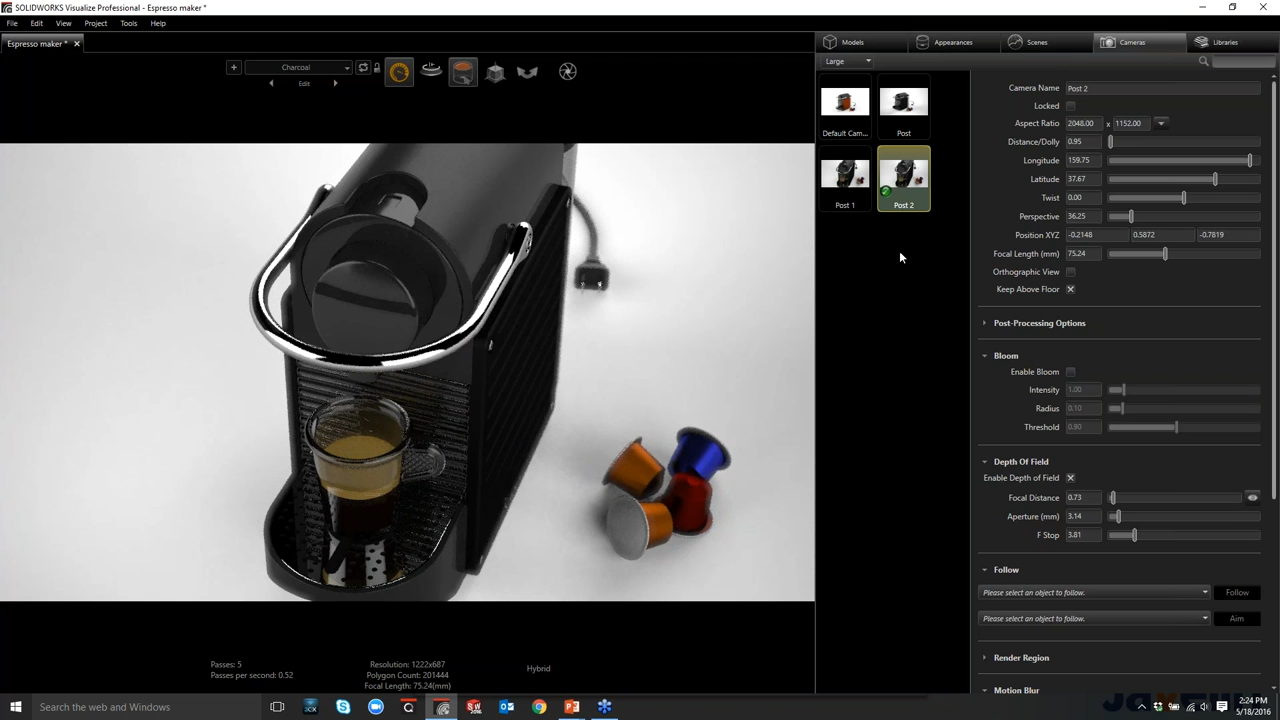 SOLIDWORKS Visualize Professional - Espresso maker *
File Edit View Project Tools Help
Espresso maker *
Charcoal
Edit
Models Appearances Scenes Cameras Libraries
Large
Default Cam...
Post
Post 1
Post 2
Camera Name Post 2
Locked
Aspect Ratio 2048.00 x 1152.00
Distance/Dolly 0.95
Longitude 159.75
Latitude 37.67
Twist 0.00
Perspective 36.25
Position XYZ -0.2148 0.5872 -0.7819
Focal Length (mm) 75.24
Orthographic View
Keep Above Floor
Post-Processing Options
Bloom
Enable Bloom
Intensity 1.00
Radius 0.10
Threshold 0.90
Depth Of Field
Enable Depth of Field
Focal Distance 0.73
Aperture (mm) 3.14
F Stop 3.81
Follow
Please select an object to follow. Follow
Please select an object to follow. Aim
Render Region
Motion Blur
Passes: 5
Passes per second: 0.52
Resolution: 1222x687
Polygon Count: 201444
Focal Length: 75.24(mm)
Hybrid
Search the web and Windows
2:24 PM
5/18/2016